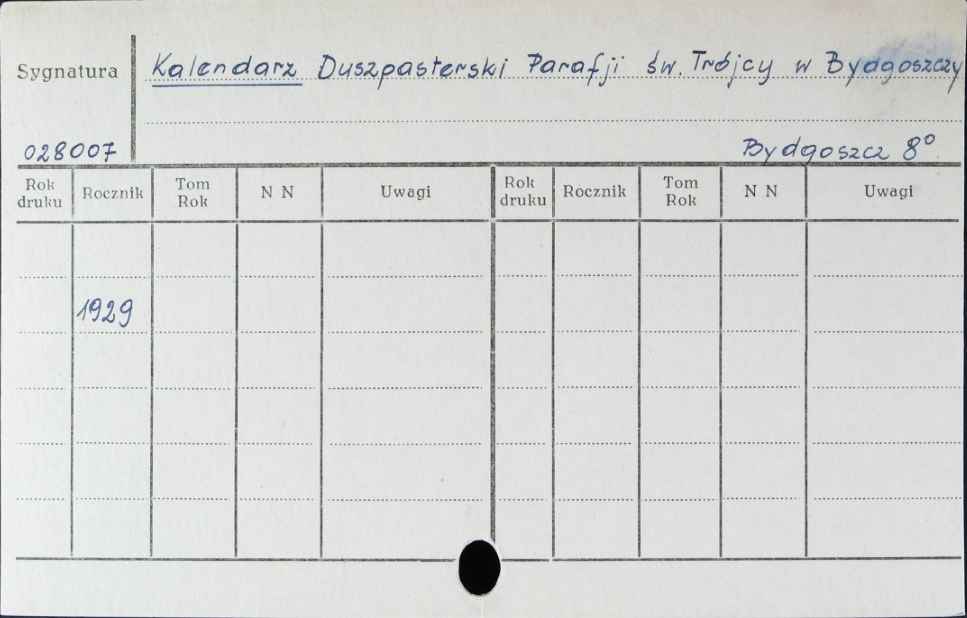 Sygnatura Kalendarz Duszpasterski Parafji św. Trójcy w Bydgoszczy
028007 Bydgoszcz 8°
Rok druku Rocznik Tom Rok N N Uwagi Rok druku Rocznik Tom Rok N N Uwagi
1929